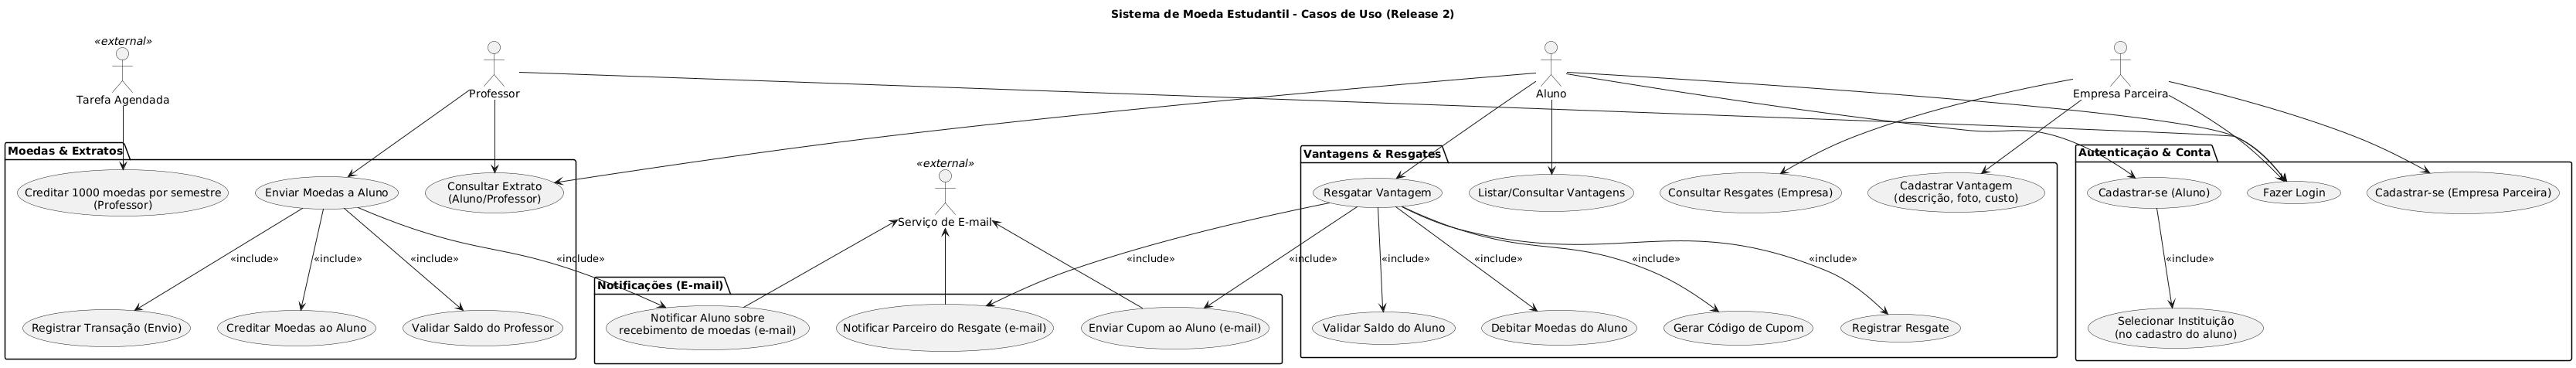 Sistema de Moeda Estudantil - Casos de Uso (Release 2)
«external»
Tarefa Agendada
Professor
Aluno
Empresa Parceira
Moedas & Extratos
Creditar 1000 moedas por semestre
(Professor)
Enviar Moedas a Aluno
Consultar Extrato
(Aluno/Professor)
«include»
«include»
«include»
«include»
Registrar Transação (Envio)
Creditar Moedas ao Aluno
Validar Saldo do Professor
«external»
Serviço de E-mail
Notificações (E-mail)
Notificar Aluno sobre
recebimento de moedas (e-mail)
Notificar Parceiro do Resgate (e-mail)
Enviar Cupom ao Aluno (e-mail)
Vantagens & Resgates
Resgatar Vantagem
Listar/Consultar Vantagens
Consultar Resgates (Empresa)
Cadastrar Vantagem
(descrição, foto, custo)
«include»
«include»
«include»
«include»
«include»
«include»
Validar Saldo do Aluno
Debitar Moedas do Aluno
Gerar Código de Cupom
Registrar Resgate
Autenticação & Conta
Cadastrar-se (Aluno)
Fazer Login
Cadastrar-se (Empresa Parceira)
«include»
Selecionar Instituição
(no cadastro do aluno)